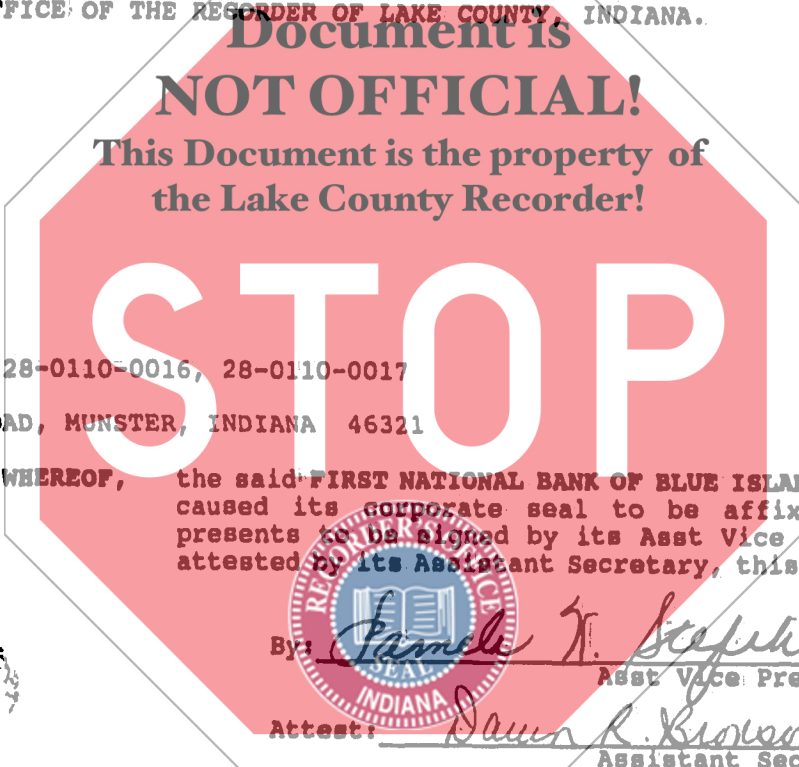 FFICE OF THE RECORDER OF LAKE COUNTY, INDIANA.
Document is
NOT OFFICIAL!
This Document is the property of
the Lake County Recorder!
STOP
28-0110-0016, 28-0110-0017
AD, MUNSTER, INDIANA 46321
WHEREOF, the said FIRST NATIONAL BANK OF BLUE ISLA
caused its corporate seal to be affix
presents to be signed by its Asst Vice
attested by its Assistant Secretary, this
RECORDER'S OFFICE
SEAL
INDIANA
By: Pamela
Asst Vice Pre
Attest: Dawn R.
Assistant Sec